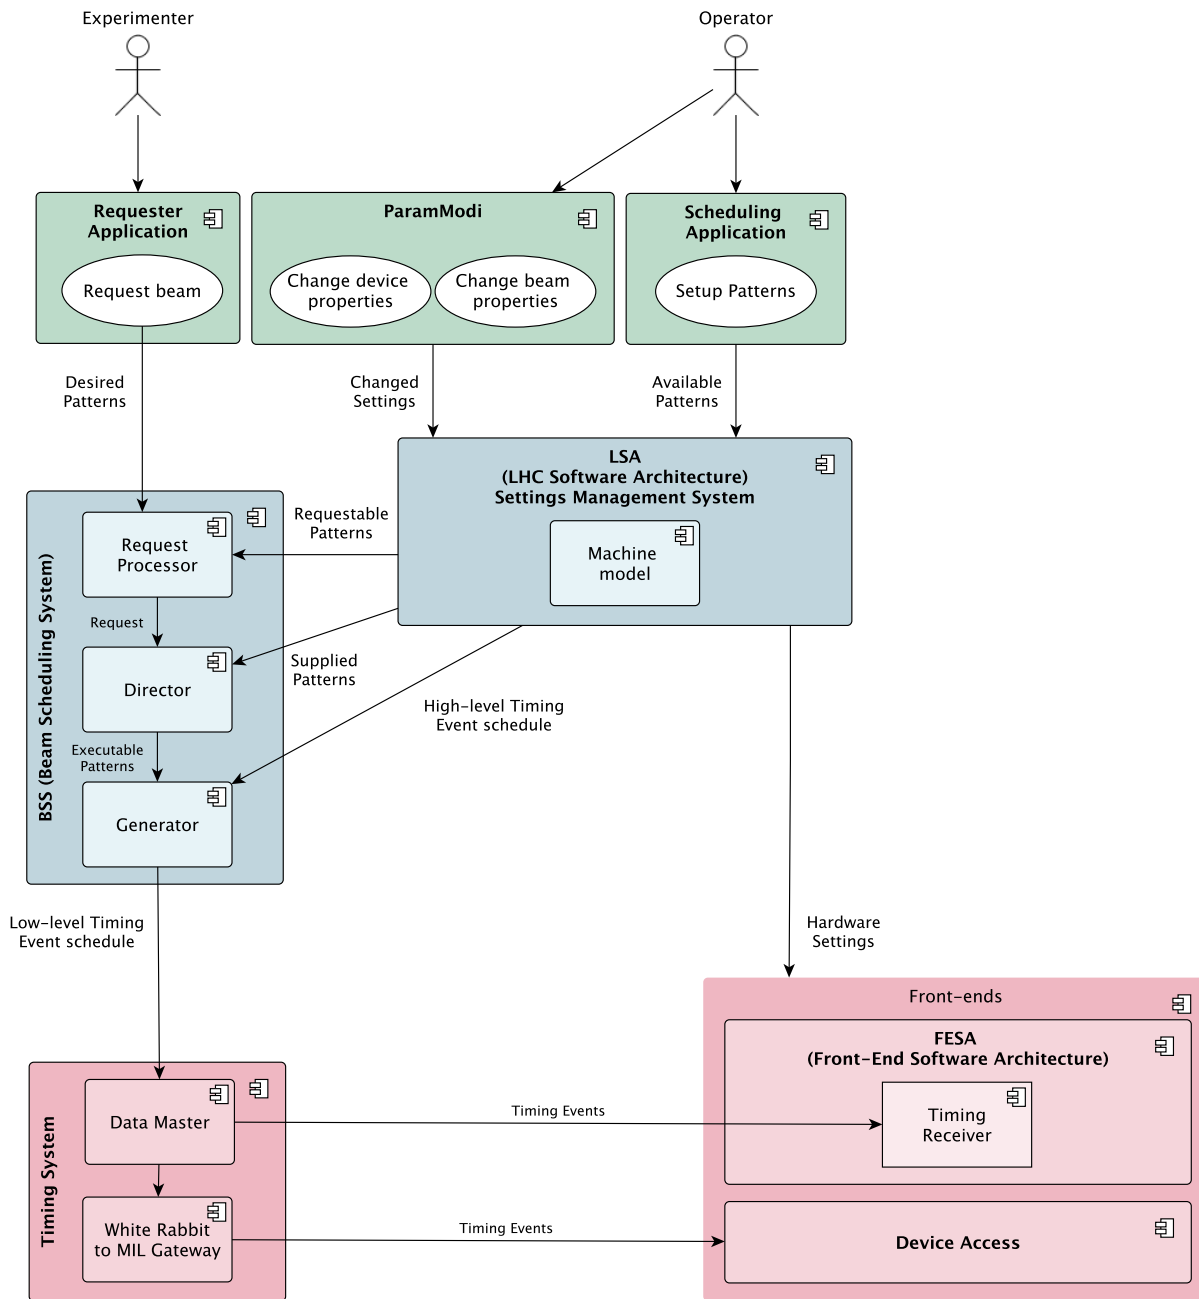 Experimenter
Operator
Requester
Application
Request beam
ParamModi
Change device
properties
Change beam
properties
Scheduling
Application
Setup Patterns
Desired
Patterns
Changed
Settings
Available
Patterns
LSA
(LHC Software Architecture)
Settings Management System
Machine
model
BSS (Beam Scheduling System)
Request
Processor
Requestable
Patterns
Request
Director
Supplied
Patterns
High-level Timing
Event schedule
Executable
Patterns
Generator
Low-level Timing
Event schedule
Hardware
Settings
Front-ends
FESA
(Front-End Software Architecture)
Timing
Receiver
Timing System
Data Master
Timing Events
White Rabbit
to MIL Gateway
Timing Events
Device Access